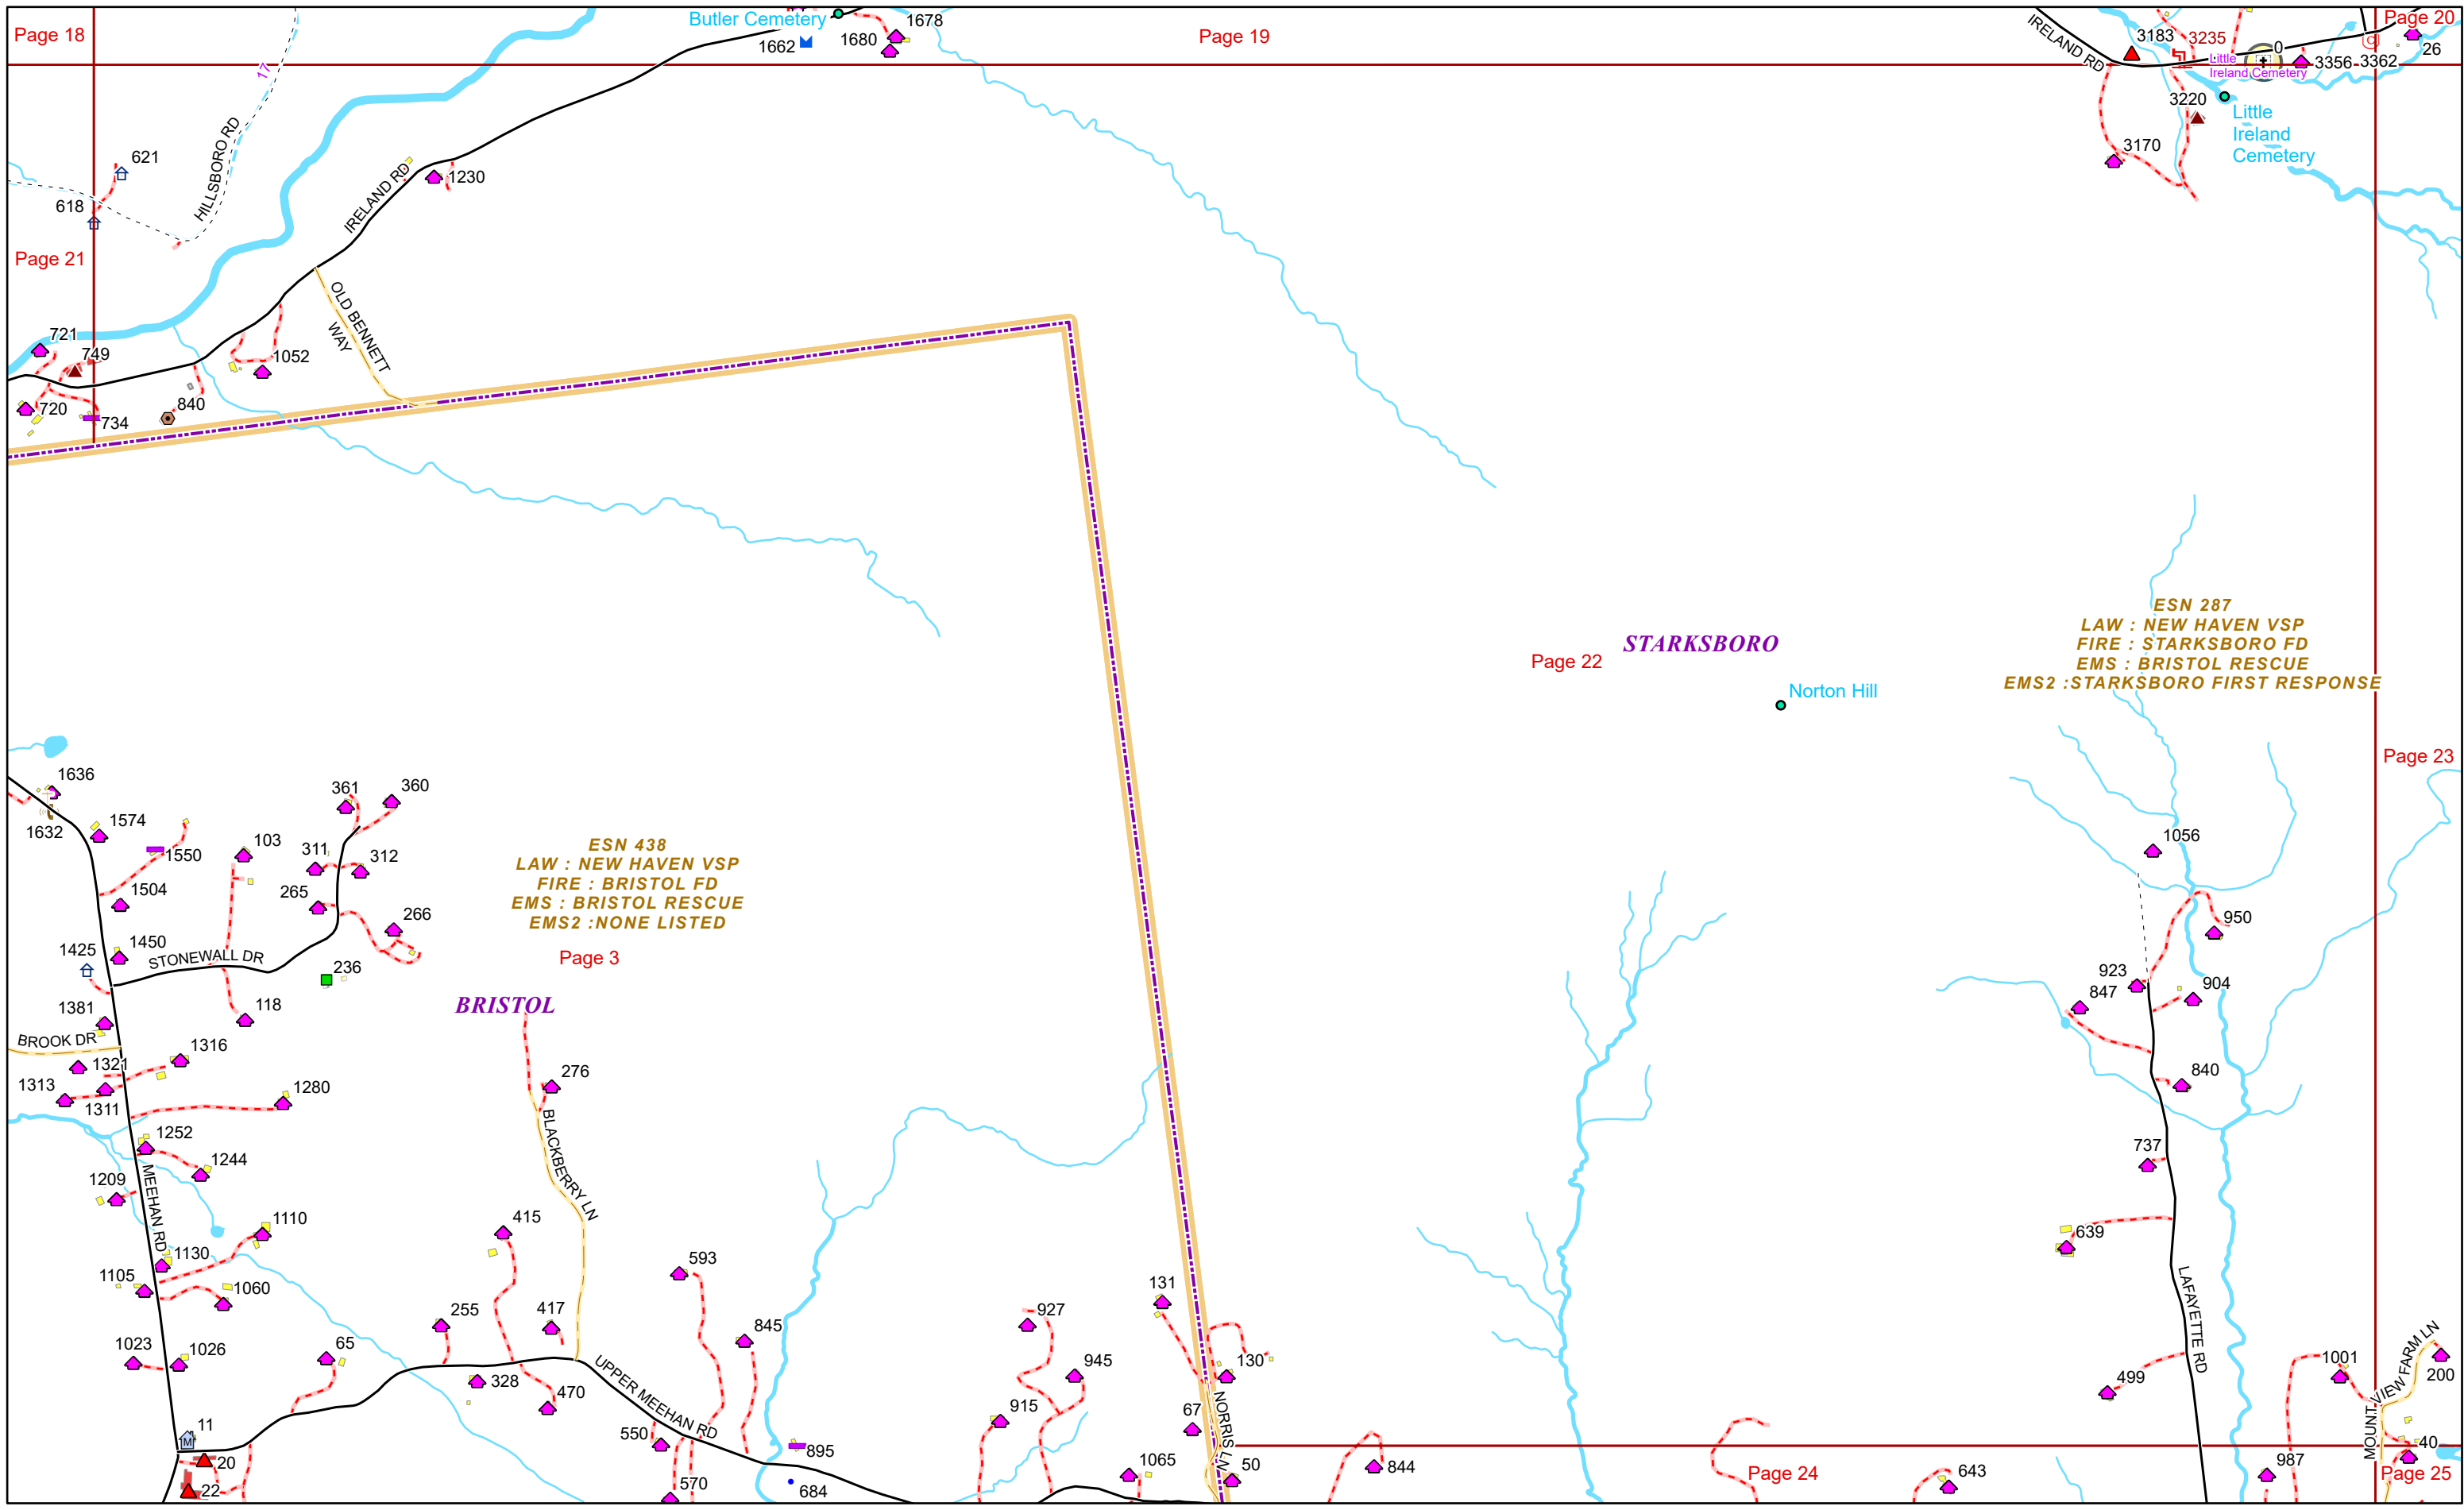 Page 18
Butler Cemetery
1662
1678
1680
Page 19
IRELAND RD
3183
3235
0
Little
Ireland Cemetery
3356
3362
Page 20
26
17
HILLSBORO RD
621
618
Page 21
IRELAND RD
1230
3220
3170
Little
Ireland
Cemetery
OLD BENNETT
WAY
721
749
1052
720
734
840
ESN 287
LAW : NEW HAVEN VSP
FIRE : STARKSBORO FD
EMS : BRISTOL RESCUE
EMS2 :STARKSBORO FIRST RESPONSE
STARKSBORO
Page 22
Norton Hill
Page 23
1636
1632
1574
1550
1504
103
361
360
311
312
265
266
1425
1450
STONEWALL DR
236
118
ESN 438
LAW : NEW HAVEN VSP
FIRE : BRISTOL FD
EMS : BRISTOL RESCUE
EMS2 :NONE LISTED
Page 3
BRISTOL
1056
950
923
847
904
840
737
639
1381
BROOK DR
1321
1316
1313
1311
1280
276
BLACKBERRY LN
1252
1244
1209
MEEHAN RD
1110
1130
1105
1060
1023
1026
65
255
415
417
328
470
593
845
UPPER MEEHAN RD
550
570
895
684
11
M
20
22
927
945
915
1065
131
130
67
NORRIS LN
50
844
Page 24
643
LAFAYETTE RD
499
1001
987
MOUNT VIEW FARM LN
200
40
Page 25